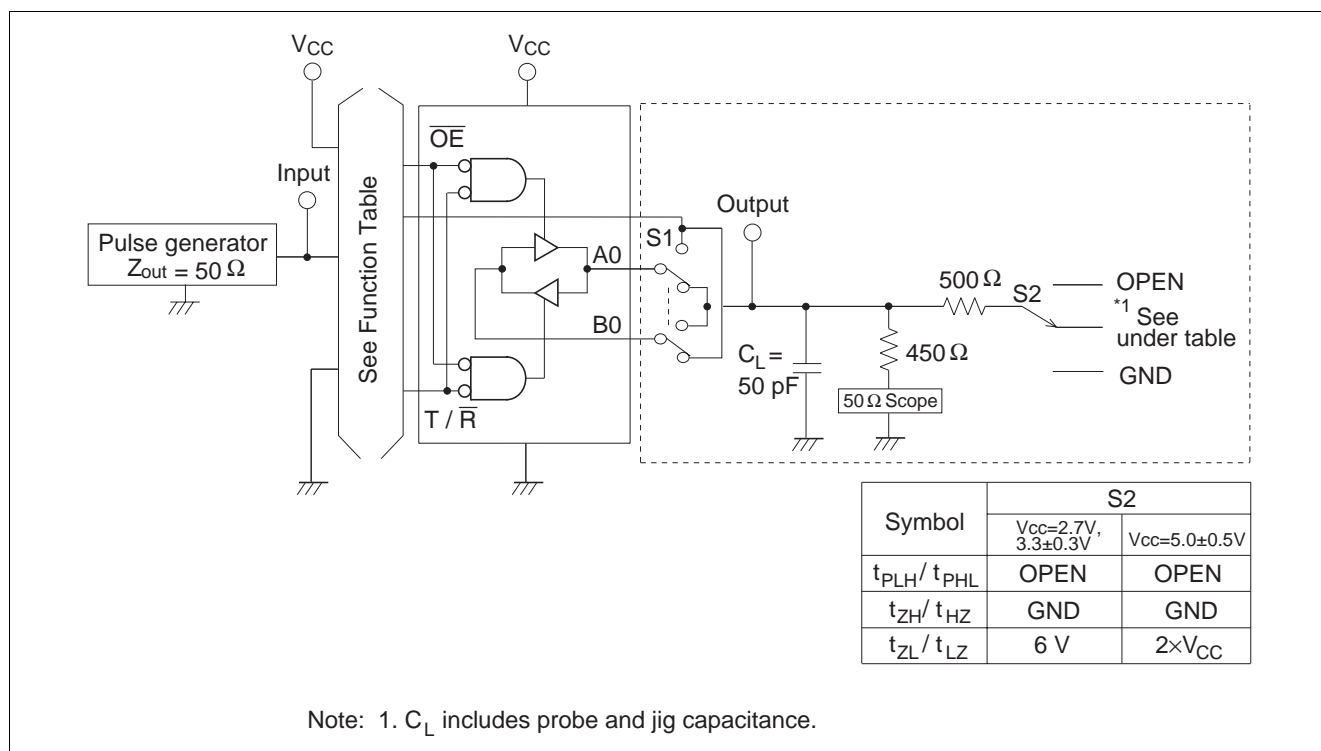 VCC
VCC
OE
Input
See Function Table
Output
S1
Pulse generator
Zout = 50 Ω
A0
500 Ω
S2
OPEN
*1 See
under table
B0
CL =
50 pF
450 Ω
GND
50 Ω Scope
T / R
Symbol
S2
Vcc=2.7V,
3.3±0.3V
Vcc=5.0±0.5V
tPLH / tPHL
OPEN
OPEN
tZH / tHZ
GND
GND
tZL / tLZ
6 V
2×VCC
Note: 1. CL includes probe and jig capacitance.